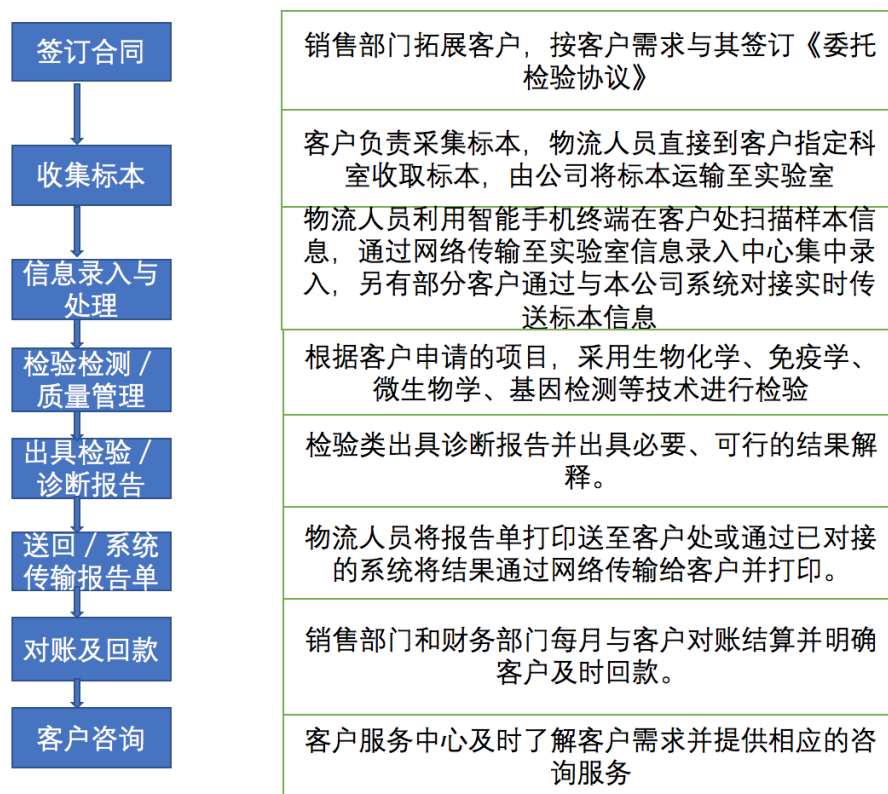 签订合同
销售部门拓展客户，按客户需求与其签订《委托
检验协议》
收集标本
客户负责采集标本，物流人员直接到客户指定科
室收取标本，由公司将标本运输至实验室
信息录入与
处理
物流人员利用智能手机终端在客户处扫描样本信
息，通过网络传输至实验室信息录入中心集中录
入，另有部分客户通过与本公司系统对接实时传
送标本信息
检验检测／
质量管理
根据客户申请的项目，采用生物化学、免疫学、
微生物学、基因检测等技术进行检验
出具检验／
诊断报告
检验类出具诊断报告并出具必要、可行的结果解
释。
送回／系统
传输报告单
物流人员将报告单打印送至客户处或通过已对接
的系统将结果通过网络传输给客户并打印。
对账及回款
销售部门和财务部门每月与客户对账结算并明确
客户及时回款。
客户咨询
客户服务中心及时了解客户需求并提供相应的咨
询服务